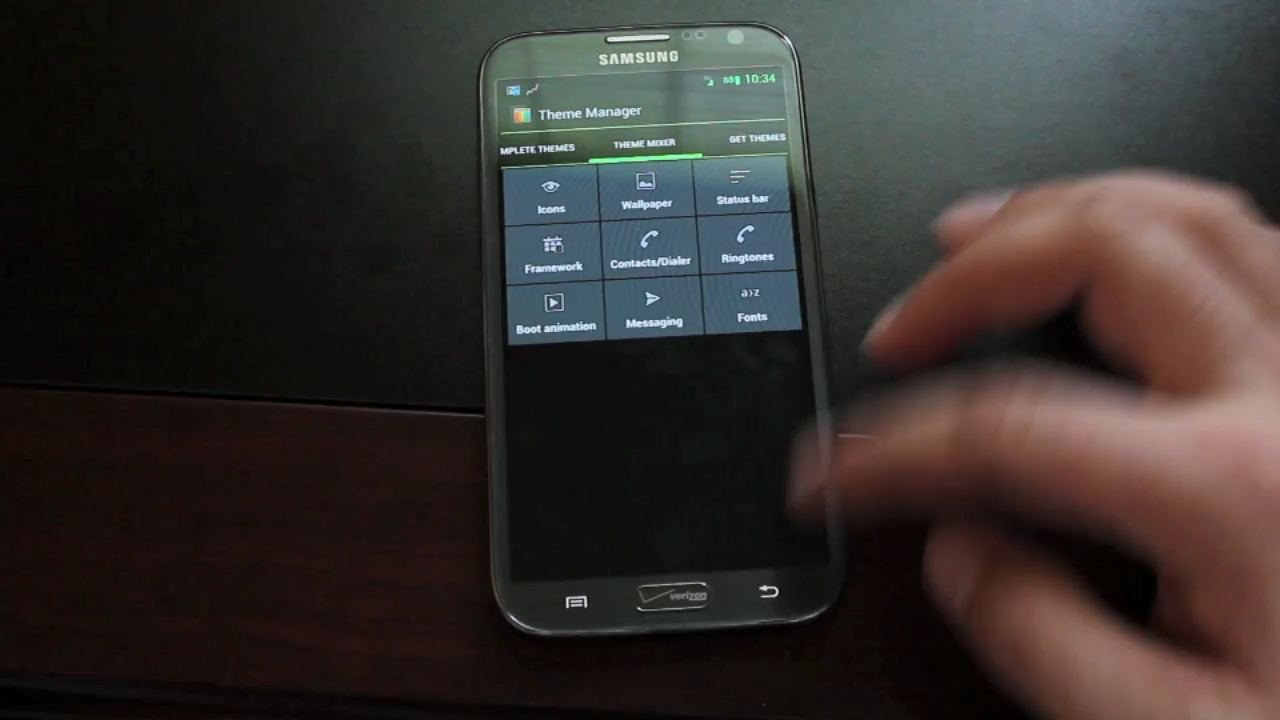 SAMSUNG
88 10:34
Theme Manager
MPLETE THEMES THEME MIXER GET THEMES
Icons Wallpaper Status bar
Framework Contacts/Dialer Ringtones
a>z
Boot animation Messaging Fonts
verizon